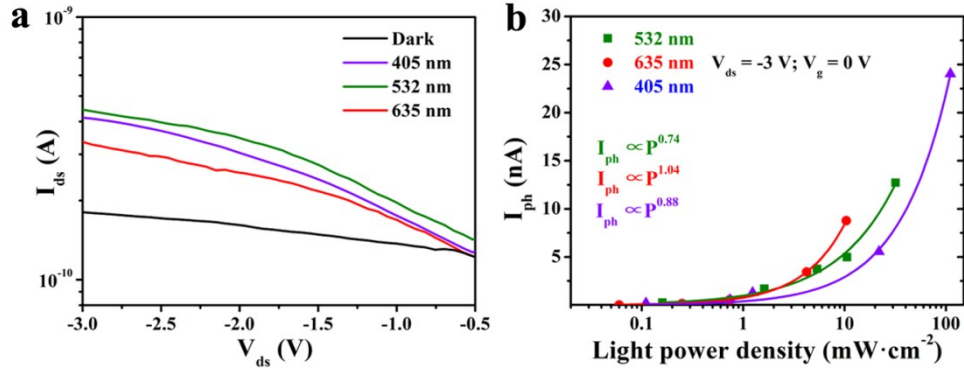 a
10⁻⁹
10⁻¹⁰
I_ds (A)
Dark
405 nm
532 nm
635 nm
-3.0 -2.5 -2.0 -1.5 -1.0 -0.5
V_ds (V)
b
30
25
20
15
10
5
I_ph (nA)
532 nm
635 nm
405 nm
V_ds = -3 V; V_g = 0 V
I_ph ∝P^0.74
I_ph ∝P^1.04
I_ph ∝P^0.88
0.1 1 10 100
Light power density (mW·cm⁻²)